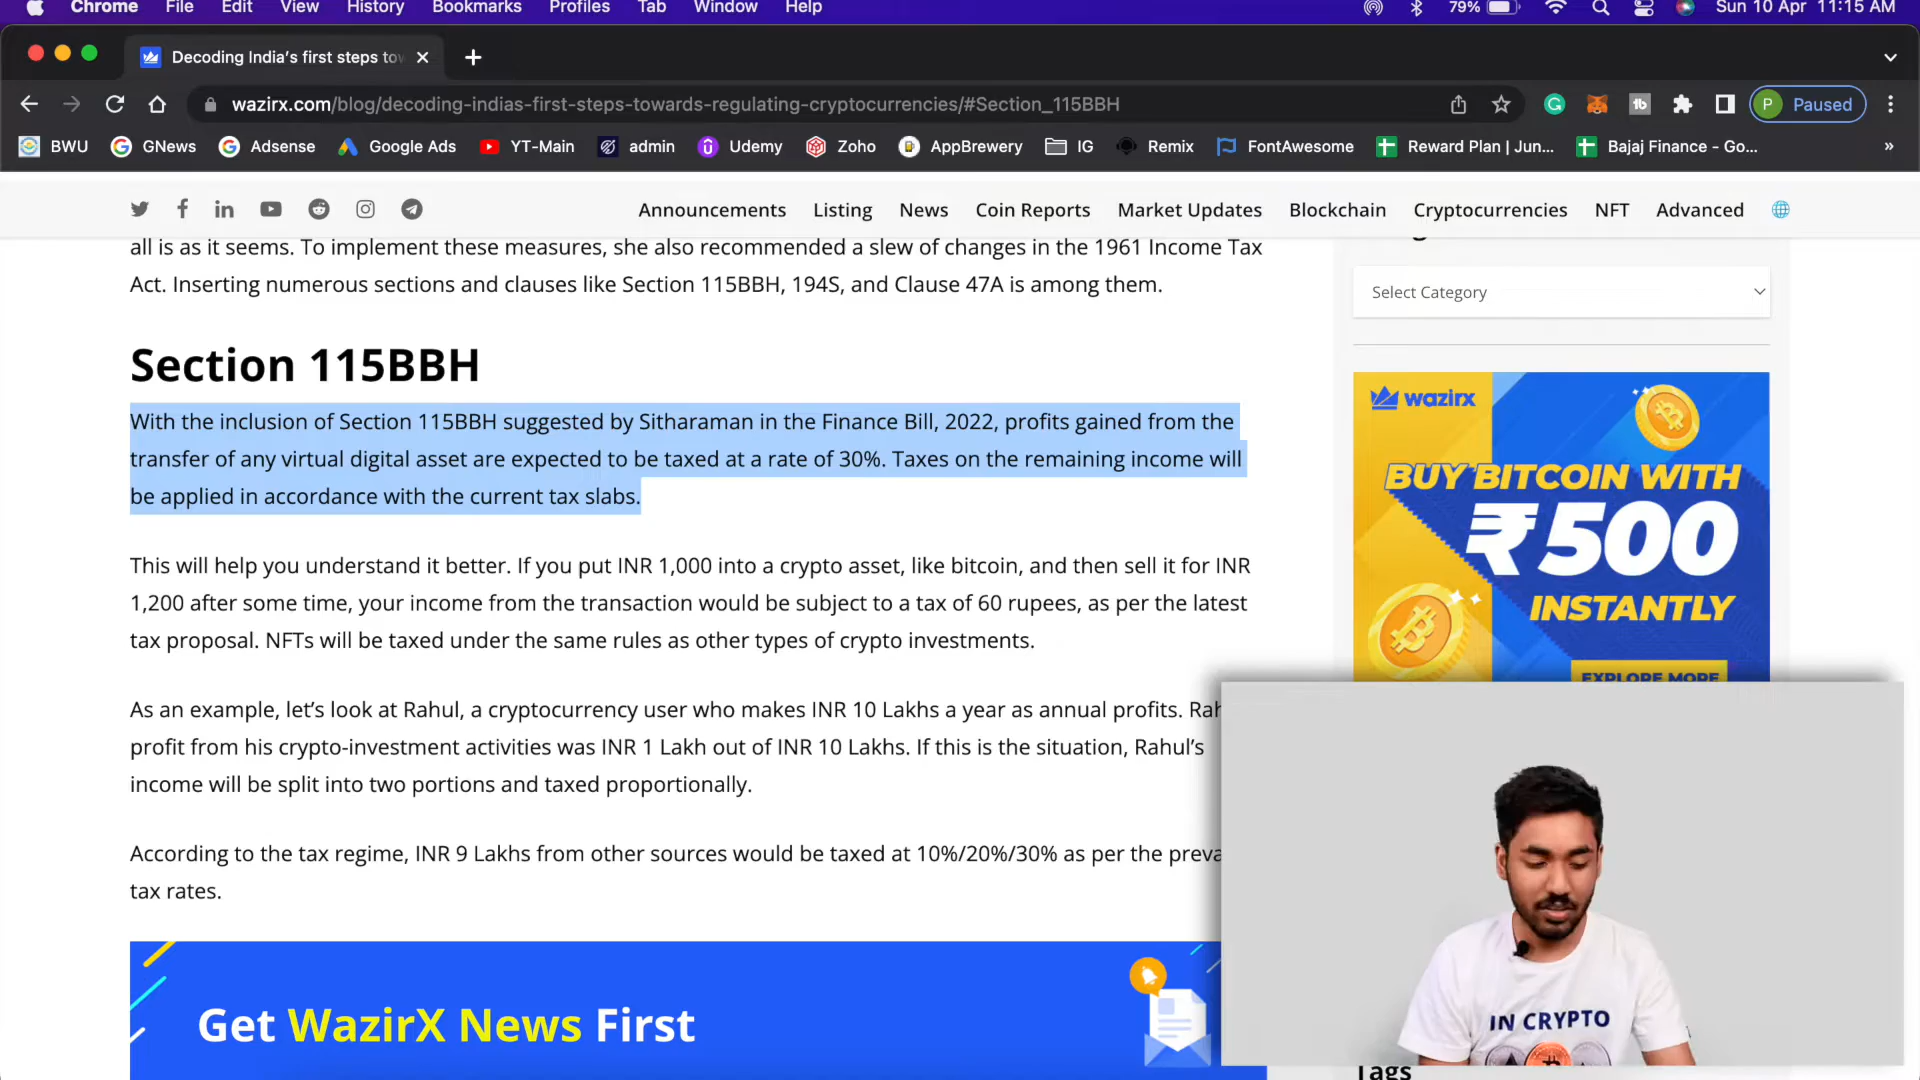 Chrome File Edit View History Bookmarks Profiles Tab Window Help 79% Sun 10 Apr 11:15 AM
Decoding India's first steps tow
wazirx.com/blog/decoding-indias-first-steps-towards-regulating-cryptocurrencies/#Section_115BBH P Paused
BWU GNews Adsense Google Ads YT-Main admin Udemy Zoho AppBrewery IG Remix FontAwesome Reward Plan | Jun... Bajaj Finance - Go... »
Announcements Listing News Coin Reports Market Updates Blockchain Cryptocurrencies NFT Advanced
all is as it seems. To implement these measures, she also recommended a slew of changes in the 1961 Income Tax
Act. Inserting numerous sections and clauses like Section 115BBH, 194S, and Clause 47A is among them.
Section 115BBH
With the inclusion of Section 115BBH suggested by Sitharaman in the Finance Bill, 2022, profits gained from the
transfer of any virtual digital asset are expected to be taxed at a rate of 30%. Taxes on the remaining income will
be applied in accordance with the current tax slabs.
This will help you understand it better. If you put INR 1,000 into a crypto asset, like bitcoin, and then sell it for INR
1,200 after some time, your income from the transaction would be subject to a tax of 60 rupees, as per the latest
tax proposal. NFTs will be taxed under the same rules as other types of crypto investments.
As an example, let's look at Rahul, a cryptocurrency user who makes INR 10 Lakhs a year as annual profits.
profit from his crypto-investment activities was INR 1 Lakh out of INR 10 Lakhs. If this is the situation, Rahul's
income will be split into two portions and taxed proportionally.
According to the tax regime, INR 9 Lakhs from other sources would be taxed at 10%/20%/30% as per the
tax rates.
Get WazirX News First
Select Category
wazirx
BUY BITCOIN WITH
₹500
INSTANTLY
EXPLORE MORE
IN CRYPTO
Tags